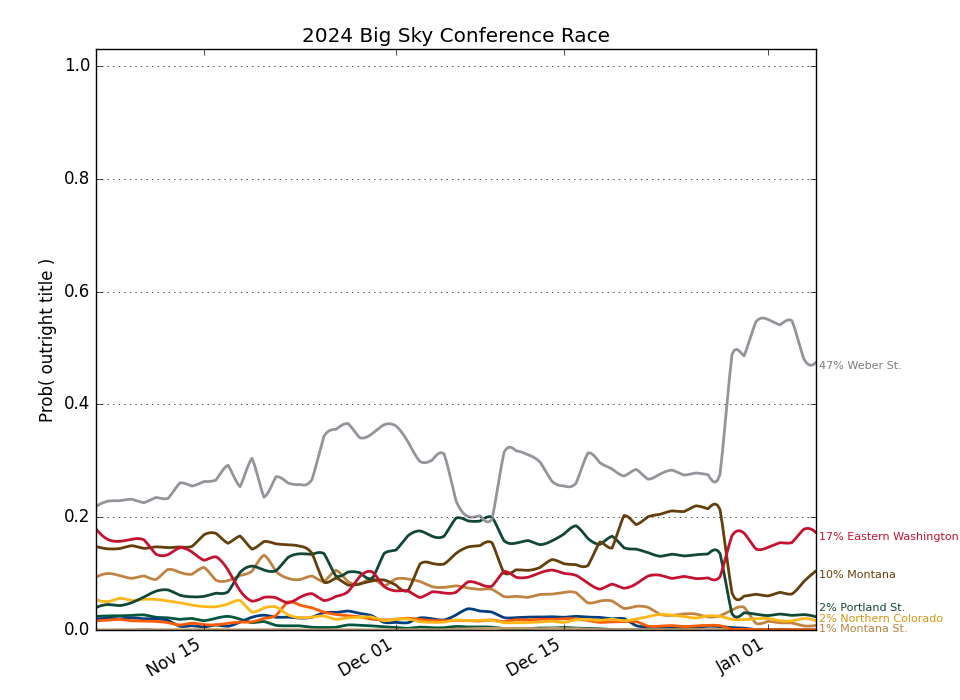 2024 Big Sky Conference Race
Prob( outright title )
1.0
0.8
0.6
0.4
0.2
0.0
Nov 15
Dec 01
Dec 15
Jan 01
47% Weber St.
17% Eastern Washington
10% Montana
2% Portland St.
2% Northern Colorado
1% Montana St.